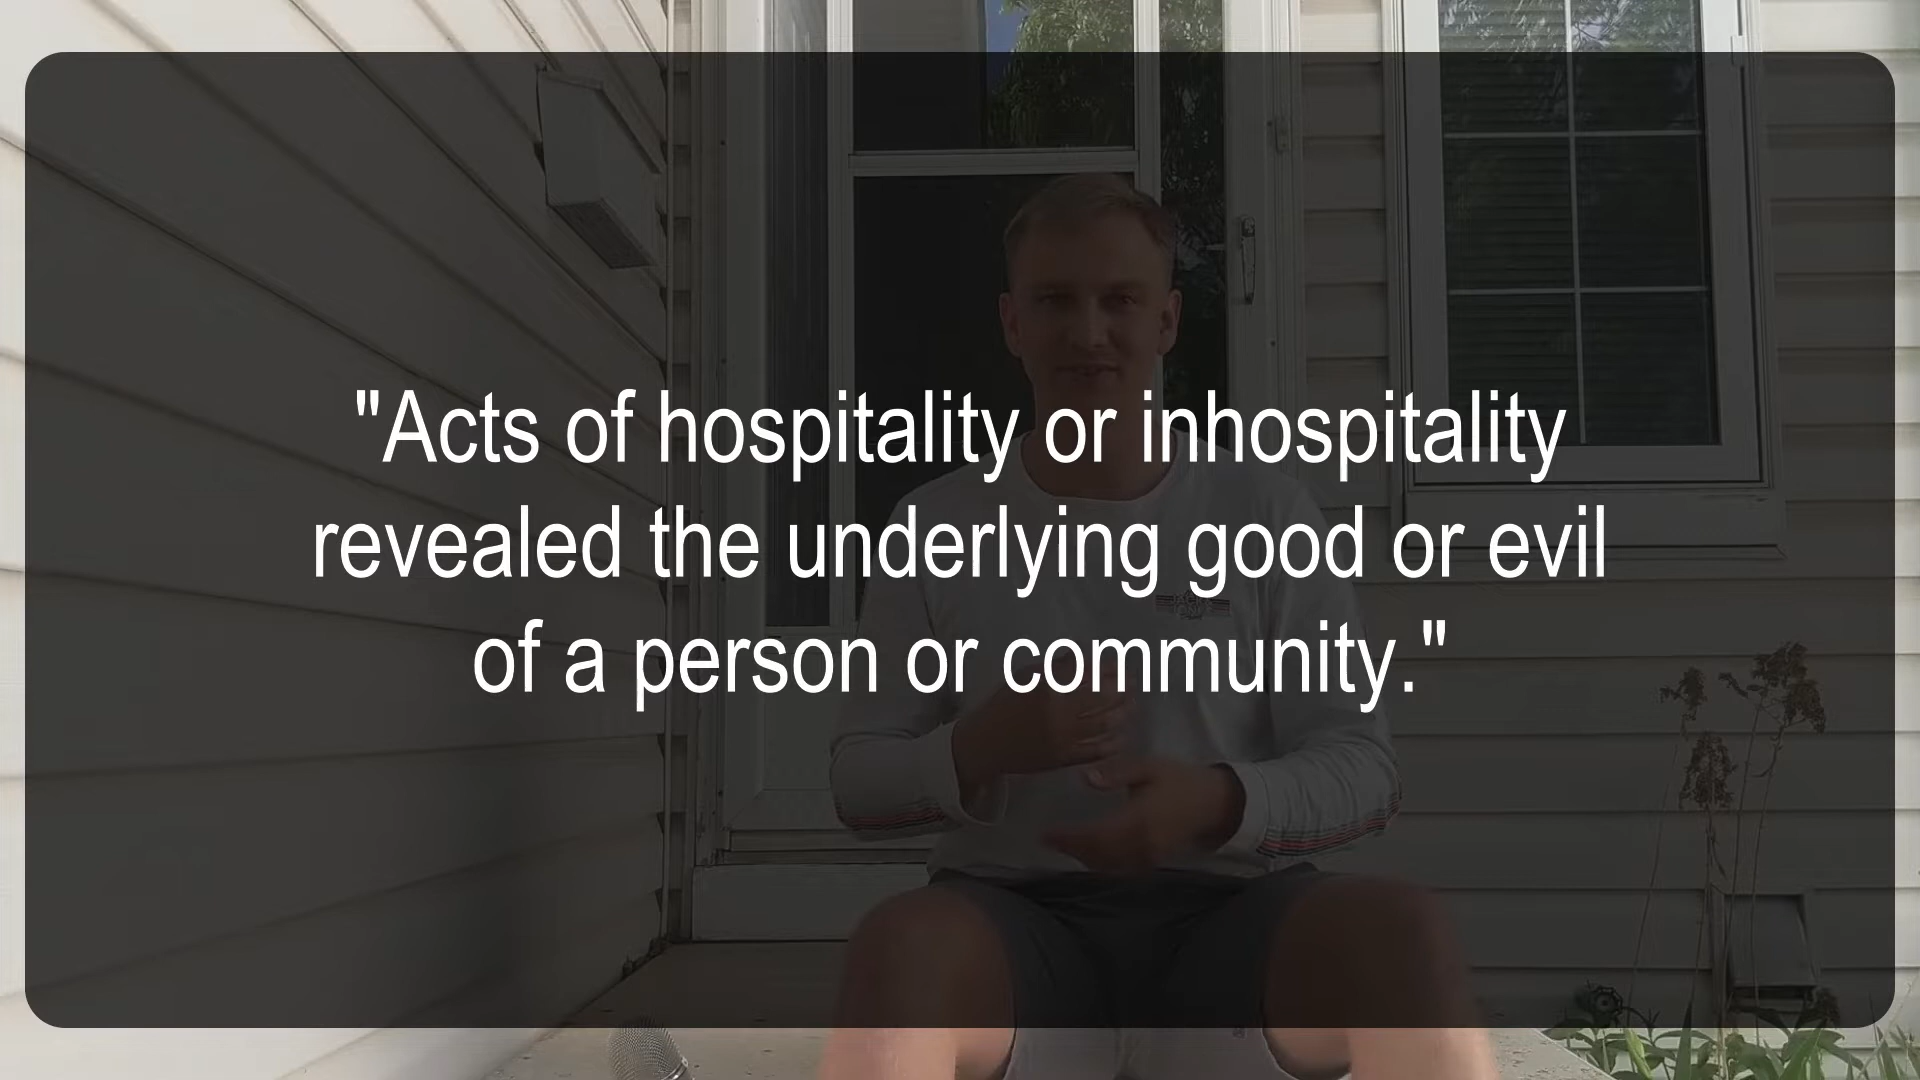 "Acts of hospitality or inhospitality
revealed the underlying good or evil
of a person or community."